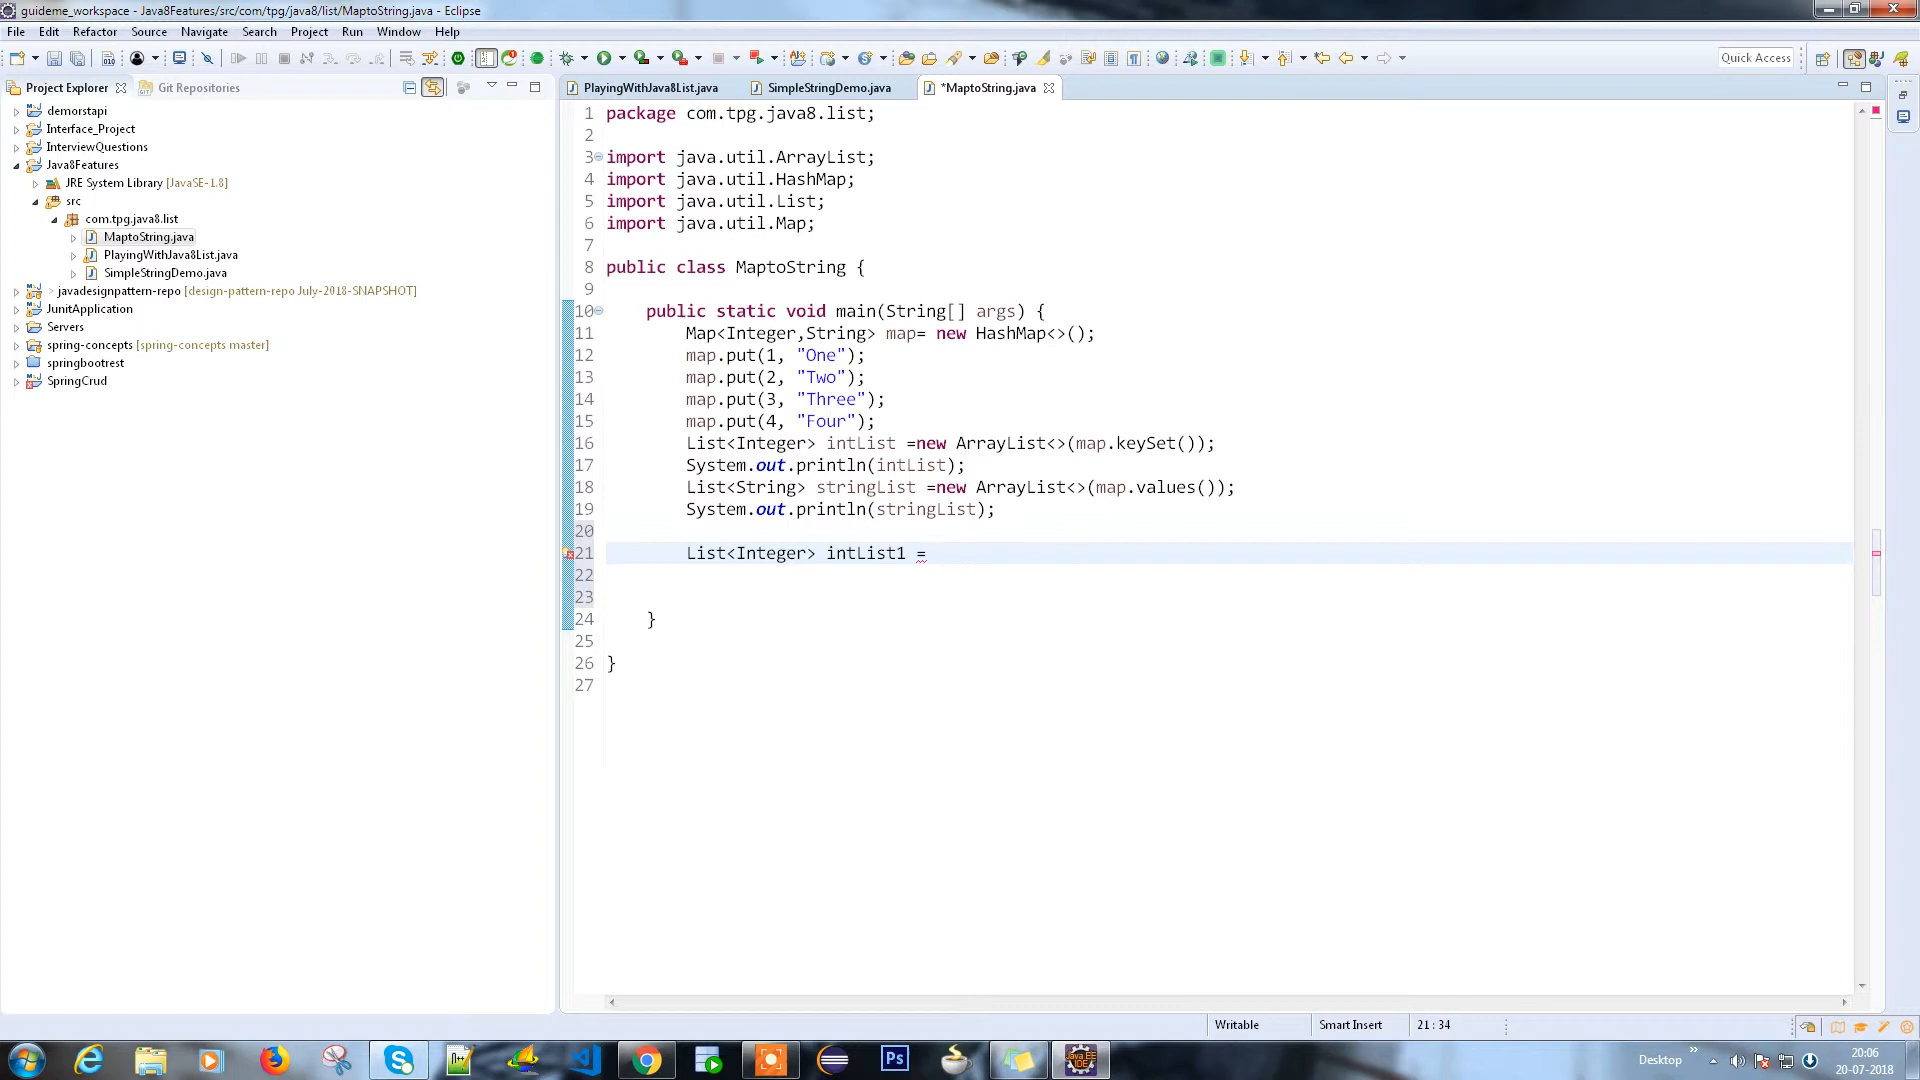 guideme_workspace - Java8Features/src/com/tpg/java8/list/MaptoString.java - Eclipse
File Edit Refactor Source Navigate Search Project Run Window Help
Quick Access
Project Explorer Git Repositories
PlayingWithJava8List.java SimpleStringDemo.java *MaptoString.java
demorstapi
Interface_Project
InterviewQuestions
Java8Features
JRE System Library [JavaSE-1.8]
src
com.tpg.java8.list
MaptoString.java
PlayingWithJava8List.java
SimpleStringDemo.java
> javadesignpattern-repo [design-pattern-repo July-2018-SNAPSHOT]
JunitApplication
Servers
spring-concepts [spring-concepts master]
springbootrest
SpringCrud
1 package com.tpg.java8.list;
2
3 import java.util.ArrayList;
4 import java.util.HashMap;
5 import java.util.List;
6 import java.util.Map;
7
8 public class MaptoString {
9
10 public static void main(String[] args) {
11 Map<Integer,String> map= new HashMap<>();
12 map.put(1, "One");
13 map.put(2, "Two");
14 map.put(3, "Three");
15 map.put(4, "Four");
16 List<Integer> intList =new ArrayList<>(map.keySet());
17 System.out.println(intList);
18 List<String> stringList =new ArrayList<>(map.values());
19 System.out.println(stringList);
20
21 List<Integer> intList1 =
22
23
24 }
25
26 }
27
Writable Smart Insert 21 : 34
Ps
Java EE
IDE
Desktop »
20:06
20-07-2018